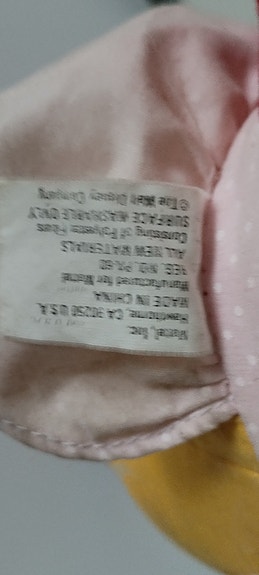 Mattel, Inc.
Hawthorne, CA 90250 U.S.A.
MADE IN CHINA
Manufactured for Mattel
REG. NO. PA-60
ALL NEW MATERIALS
Consisting of Polyester Fibers
SURFACE WASHABLE ONLY
© The Walt Disney Company